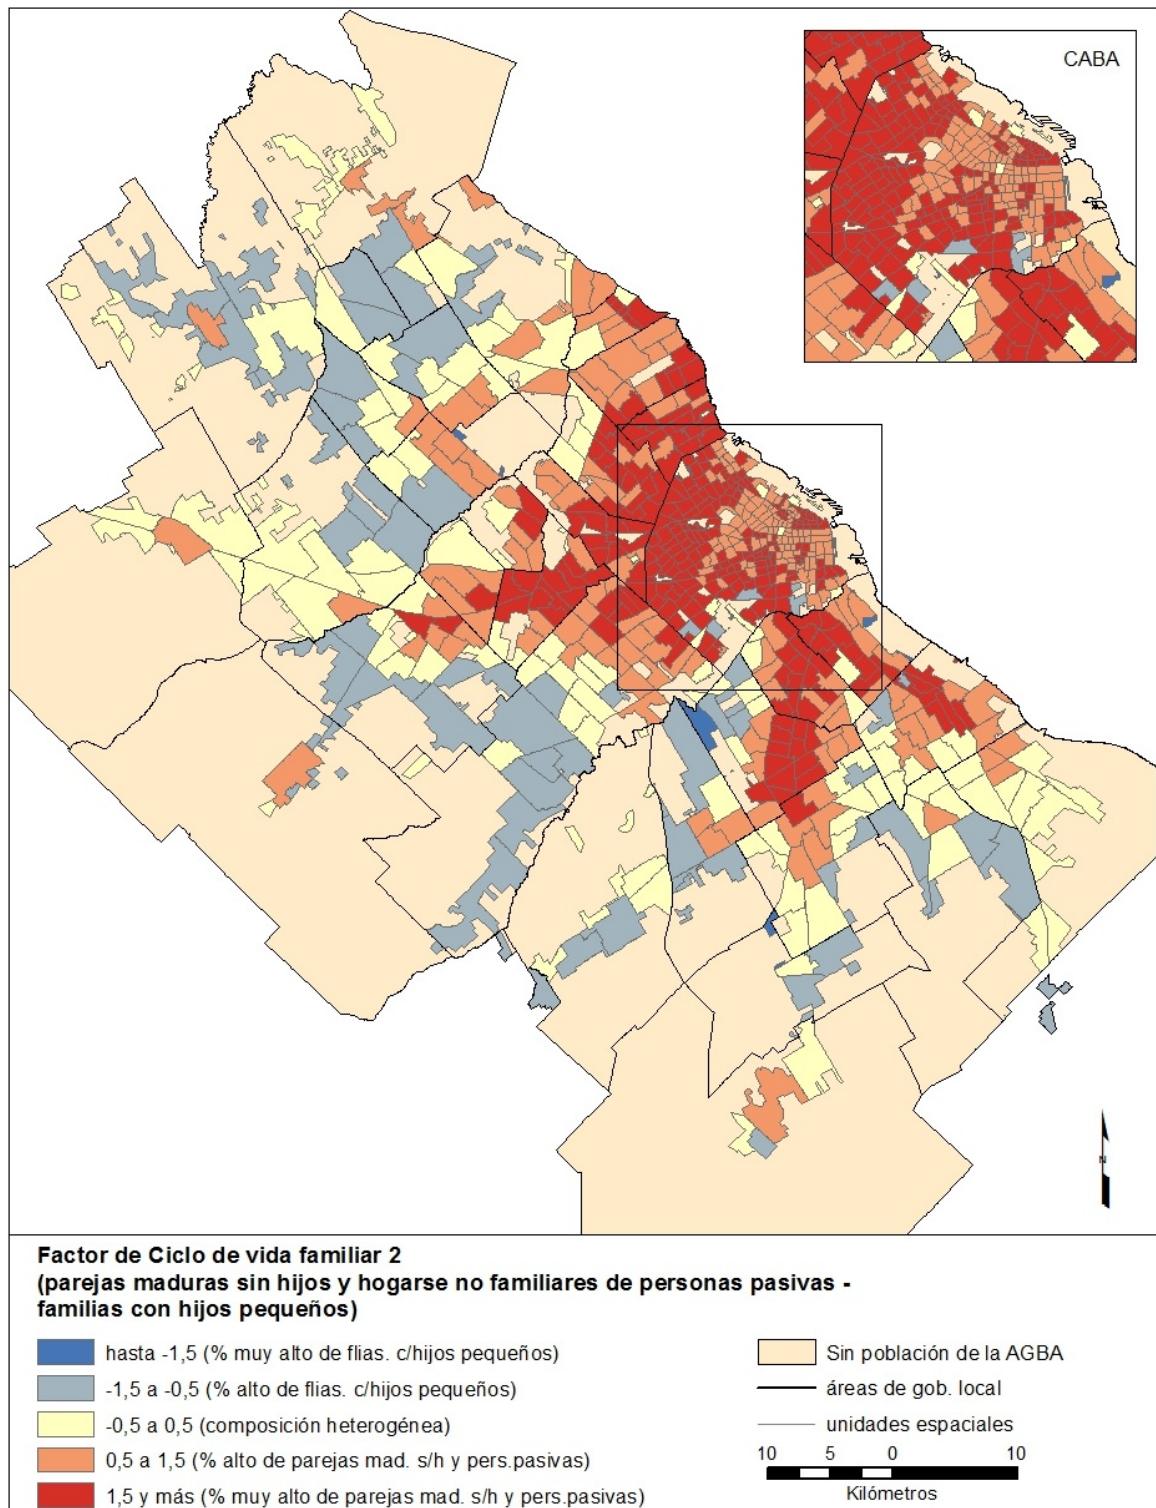 CABA
N
Factor de Ciclo de vida familiar 2
(parejas maduras sin hijos y hogarse no familiares de personas pasivas -
familias con hijos pequeños)
hasta -1,5 (% muy alto de flias. c/hijos pequeños)
-1,5 a -0,5 (% alto de flias. c/hijos pequeños)
-0,5 a 0,5 (composición heterogénea)
0,5 a 1,5 (% alto de parejas mad. s/h y pers.pasivas)
1,5 y más (% muy alto de parejas mad. s/h y pers.pasivas)
Sin población de la AGBA
áreas de gob. local
unidades espaciales
10 5 0 10
Kilómetros